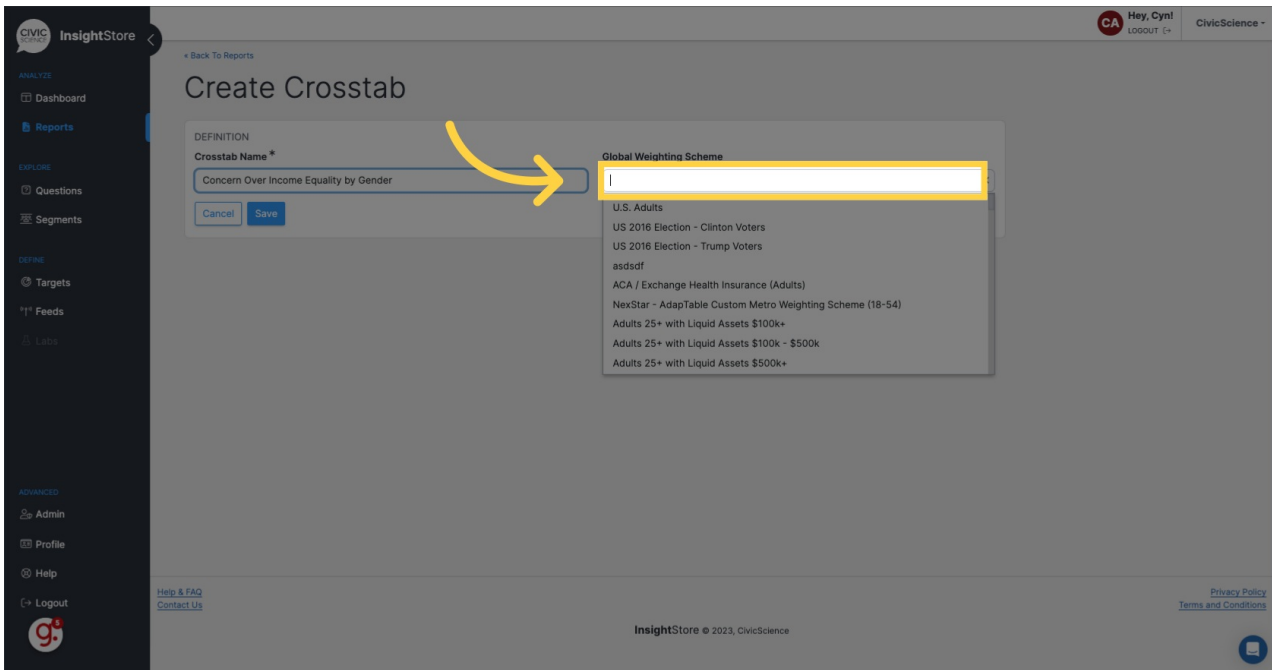 CIVIC
SCIENCE
InsightStore
Hey, Cyn!
CA
LOGOUT
CivicScience
ANALYZE
Dashboard
Reports
EXPLORE
Questions
Segments
DEFINE
Targets
Feeds
Labs
ADVANCED
Admin
Profile
Help
Logout
g.
5
« Back To Reports
Create Crosstab
DEFINITION
Crosstab Name *
Concern Over Income Equality by Gender
Cancel
Save
Global Weighting Scheme
U.S. Adults
US 2016 Election - Clinton Voters
US 2016 Election - Trump Voters
asdsdf
ACA / Exchange Health Insurance (Adults)
NexStar - AdapTable Custom Metro Weighting Scheme (18-54)
Adults 25+ with Liquid Assets $100k+
Adults 25+ with Liquid Assets $100k - $500k
Adults 25+ with Liquid Assets $500k+
Help & FAQ
Contact Us
InsightStore © 2023, CivicScience
Privacy Policy
Terms and Conditions